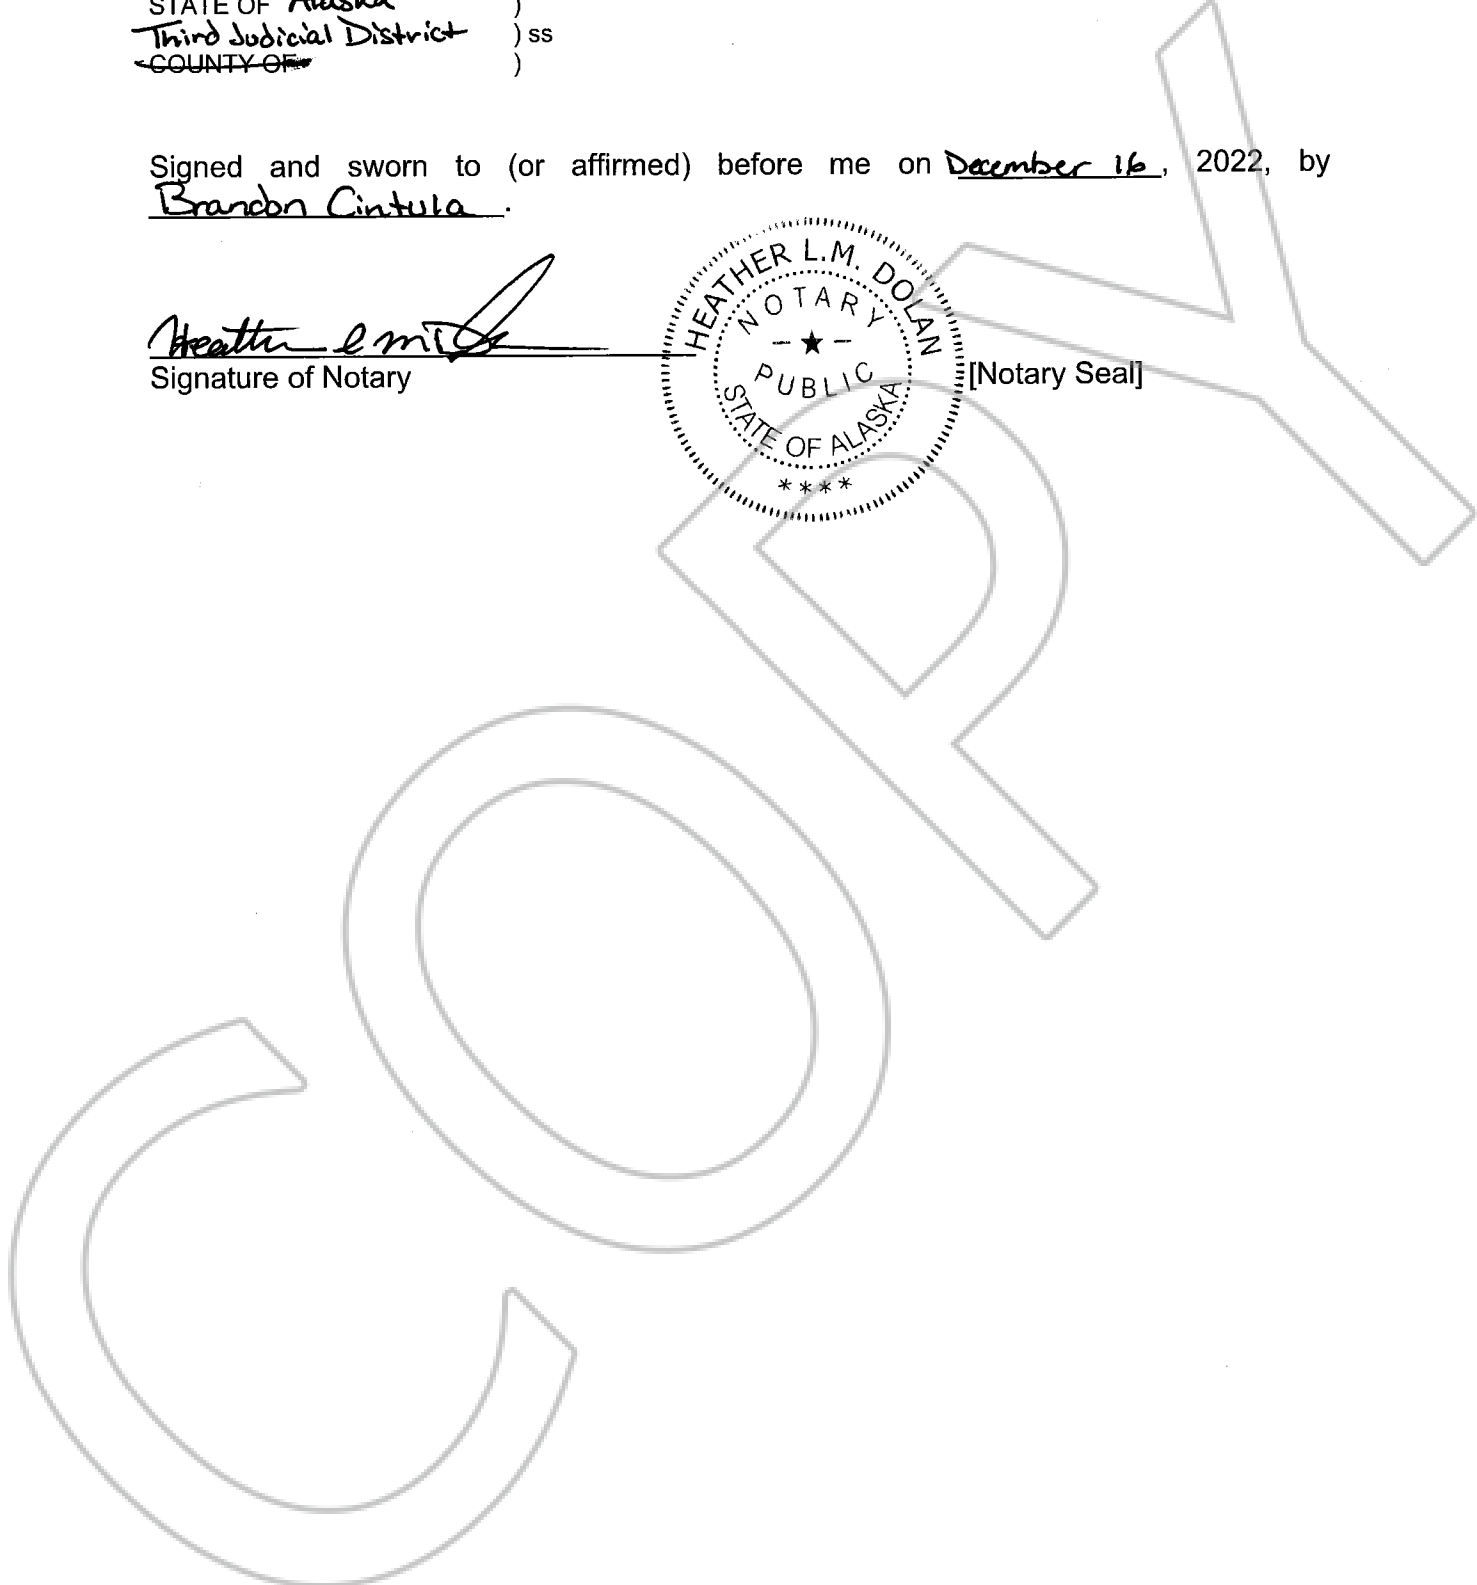 STATE OF Alaska )
Third Judicial District ) ss
COUNTY OF )
Signed and sworn to (or affirmed) before me on December 16, 2022, by
Brandon Cintula.
HEATHER L.M. DOLAN
NOTARY
PUBLIC
STATE OF ALASKA
****
Signature of Notary
[Notary Seal]
COPY